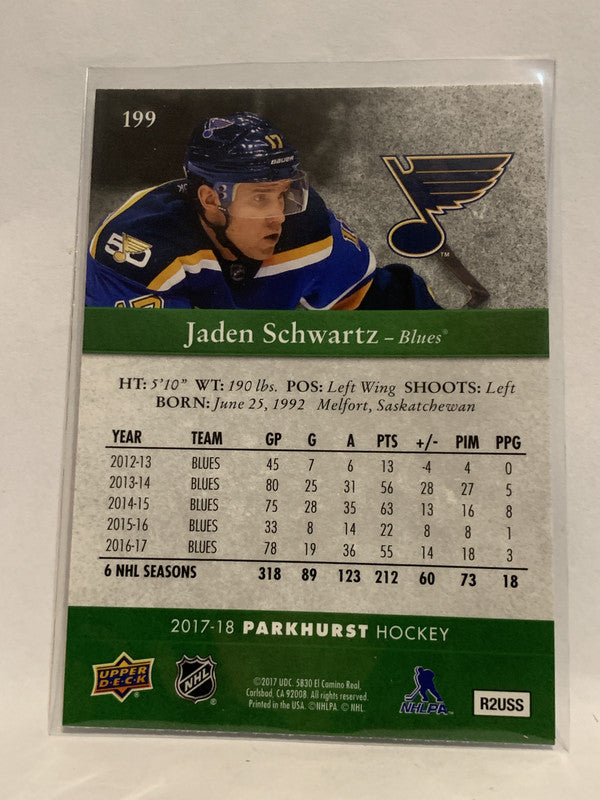 199
17
BAUER
50
17
TM
Jaden Schwartz – Blues®
HT: 5'10" WT: 190 lbs. POS: Left Wing SHOOTS: Left
BORN: June 25, 1992 Melfort, Saskatchewan
YEAR TEAM GP G A PTS +/- PIM PPG
2012-13 BLUES 45 7 6 13 -4 4 0
2013-14 BLUES 80 25 31 56 28 27 5
2014-15 BLUES 75 28 35 63 13 16 8
2015-16 BLUES 33 8 14 22 8 8 1
2016-17 BLUES 78 19 36 55 14 18 3
6 NHL SEASONS 318 89 123 212 60 73 18
2017-18 PARKHURST HOCKEY
UPPER DECK
NHL
©2017 UDC. 5830 El Camino Real,
Carlsbad, CA 92008. All rights reserved.
Printed in the USA. ©NHLPA. © NHL.
NHLPA
R2USS